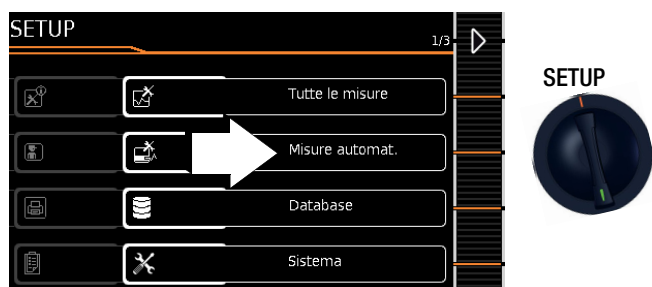 SETUP
1/3
Tutte le misure
Misure automat.
Database
Sistema
SETUP